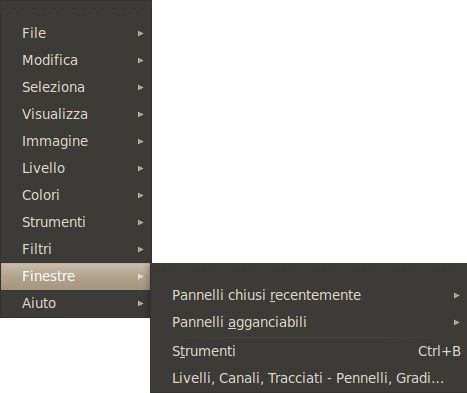 File
Modifica
Seleziona
Visualizza
Immagine
Livello
Colori
Strumenti
Filtri
Finestre
Aiuto
Pannelli chiusi recentemente
Pannelli agganciabili
Strumenti Ctrl+B
Livelli, Canali, Tracciati - Pennelli, Gradi...